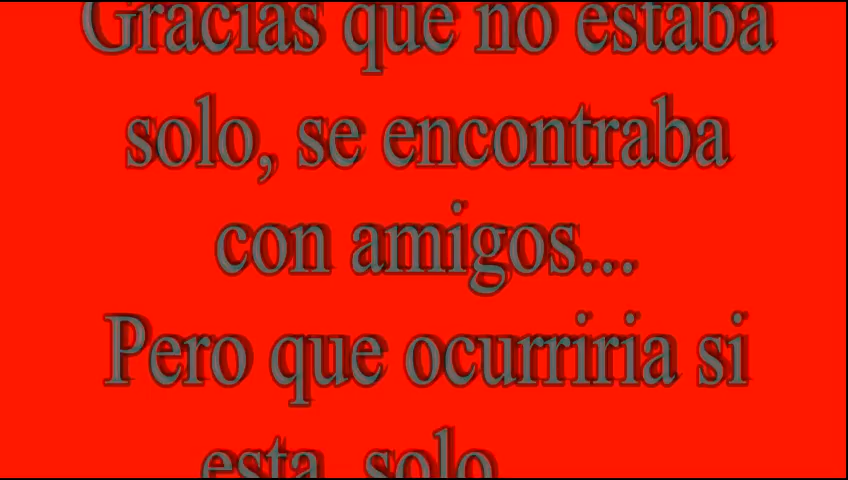 Gracias que no estaba
solo, se encontraba
con amigos...
Pero que ocurriria si
esta solo